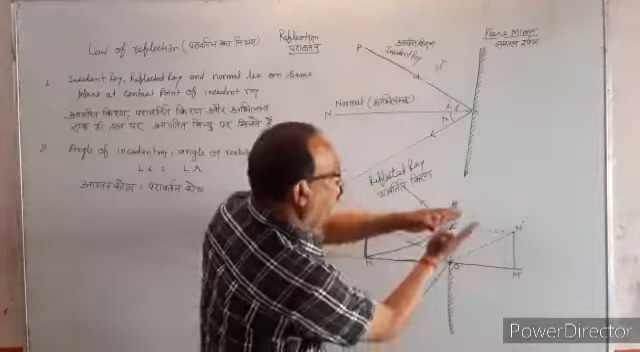 Law of reflection (परावर्तन का नियम)
Reflection
परावर्तन
Plane Mirror
समतल दर्पण
1. Incident Ray, Reflected Ray and normal lie on same
plane at contact Point of incident ray
आपतित किरण, परावर्तित किरण और अभिलम्ब
एक ही तल पर आपतित बिन्दु पर मिलते है
2. Angle of incident ray = angle of
∠i = ∠r
आपतन कोण = परावर्तन कोण
A
आपतित किरण
Incident Ray
N Normal (अभिलम्ब)
Reflected Ray
परावर्तित किरण
M
M'
N'
PowerDirector